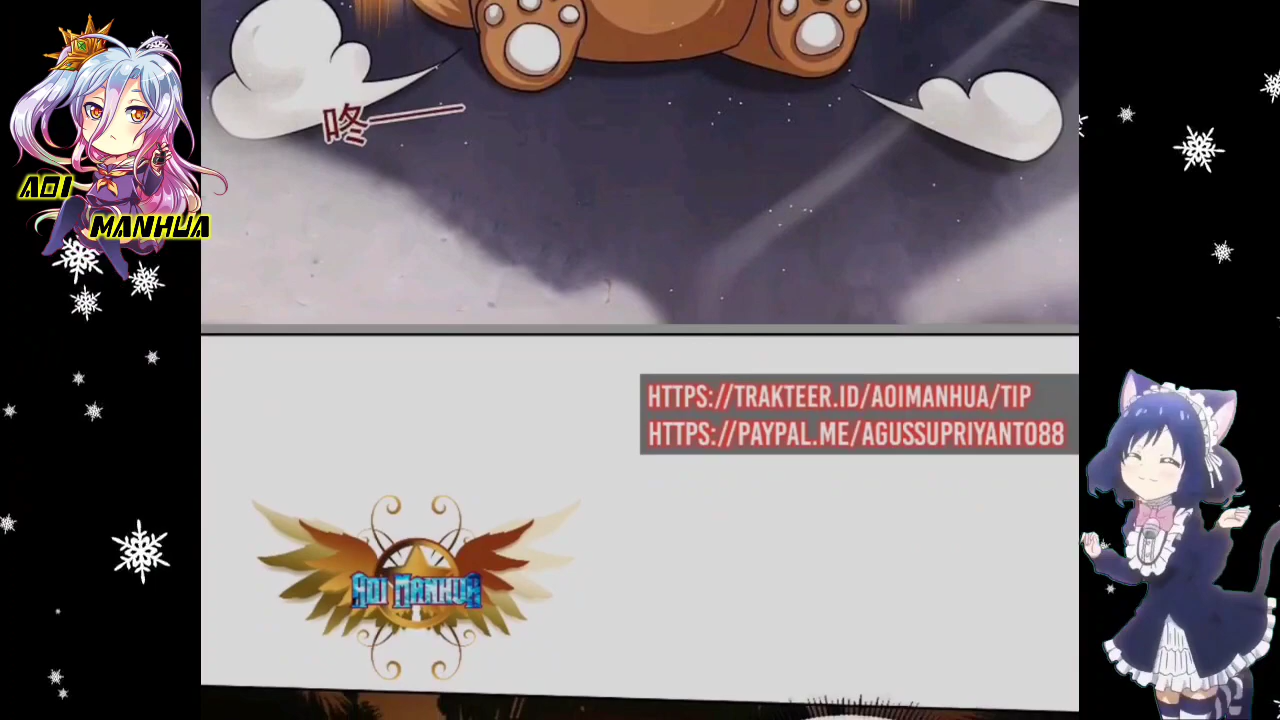 咚
AOI
MANHUA
HTTPS://TRAKTEER.ID/AOIMANHUA/TIP
HTTPS://PAYPAL.ME/AGUSSUPRIYANTO88
AOI MANHUA